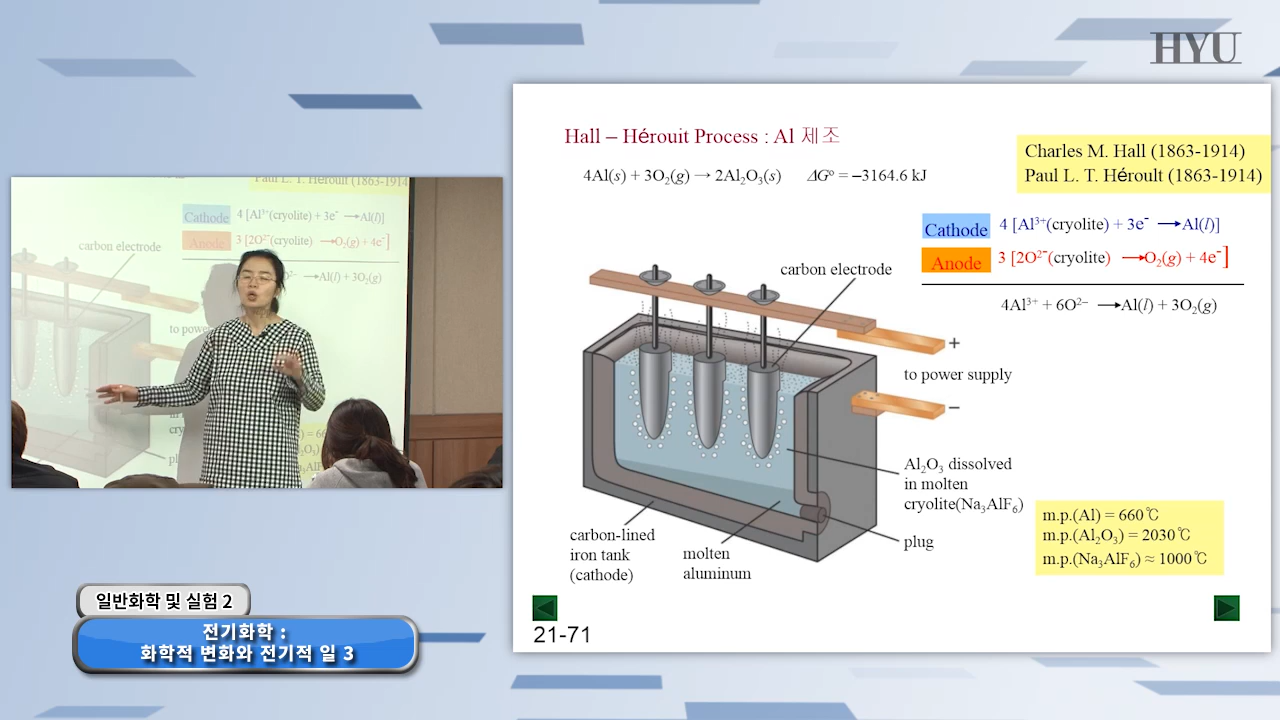 HYU
Hall – Hérouit Process : Al 제조
4Al(s) + 3O2(g) → 2Al2O3(s) ΔGº = –3164.6 kJ
Charles M. Hall (1863-1914)
Paul L. T. Héroult (1863-1914)
Cathode 4 [Al3+(cryolite) + 3e- →Al(l)]
Anode 3 [2O2-(cryolite) →O2(g) + 4e-]
4Al3+ + 6O2– →Al(l) + 3O2(g)
carbon electrode
+
to power supply
–
Al2O3 dissolved
in molten
cryolite(Na3AlF6)
plug
carbon-lined
iron tank
(cathode)
molten
aluminum
m.p.(Al) = 660℃
m.p.(Al2O3) = 2030℃
m.p.(Na3AlF6) ≈ 1000℃
21-71
Paul L. T. Héroult (1863-1914
Cathode 4 [Al3+(cryolite) + 3e- →Al(l)]
Anode 3 [2O2-(cryolite) →O2(g) + 4e-]
→Al(l) + 3O2(g)
carbon electrode
to power
일반화학 및 실험 2
전기화학 :
화학적 변화와 전기적 일 3